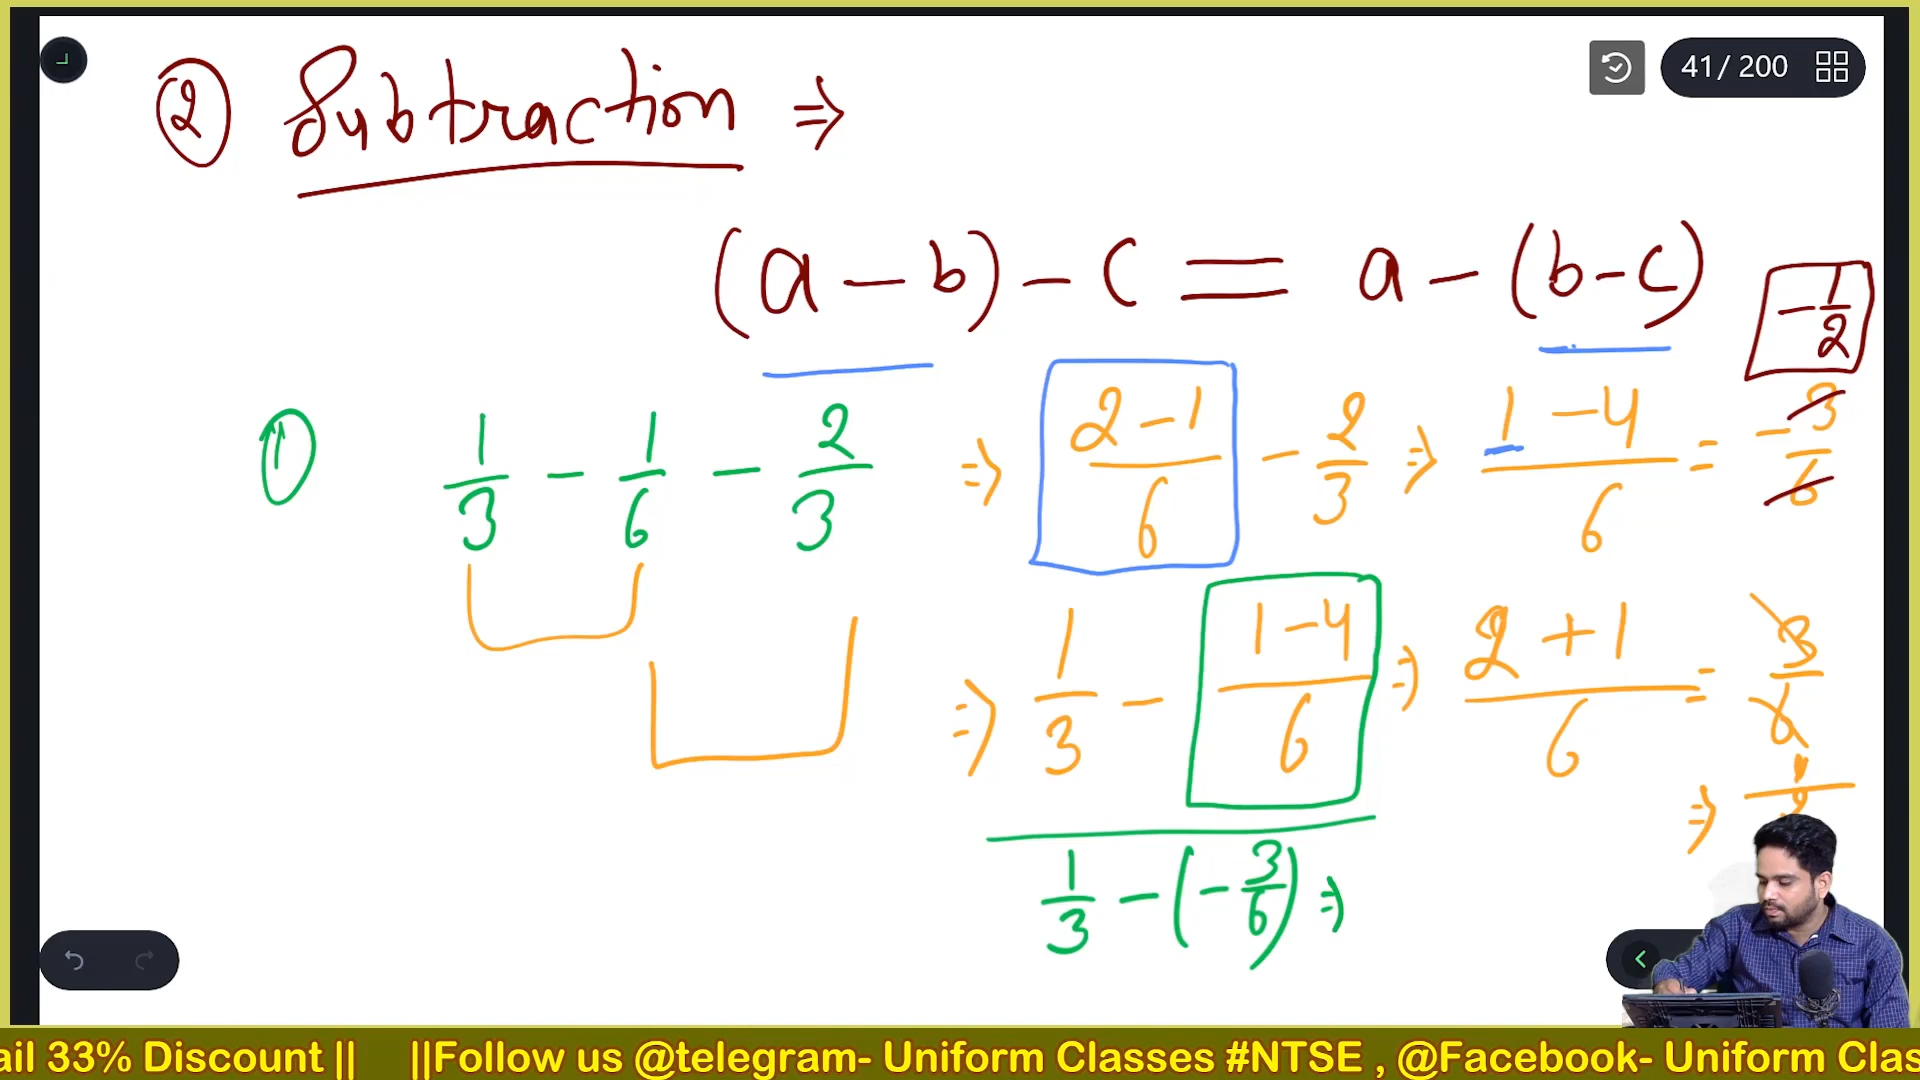 41 / 200
② Subtraction ⇒
(a - b) - c = a - (b - c)
-1/2
① 1/3 - 1/6 - 2/3 ⇒ (2 - 1)/6 - 2/3 ⇒ (1 - 4)/6 = -3/6
⇒ 1/3 - (1 - 4)/6 ⇒ (2 + 1)/6 = 3/6
⇒ 1/2
1/3 - (-3/6) ⇒
ail 33% Discount || ||Follow us @telegram- Uniform Classes #NTSE , @Facebook- Uniform Clas